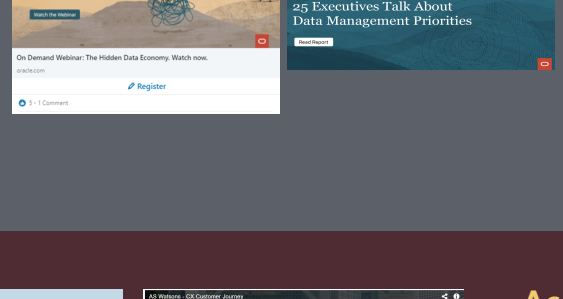 Watch the Webinar
On Demand Webinar: The Hidden Data Economy. Watch now.
oracle.com
Register
5 • 1 Comment
25 Executives Talk About
Data Management Priorities
Read Report
AS Watsons - CX Customer Journey